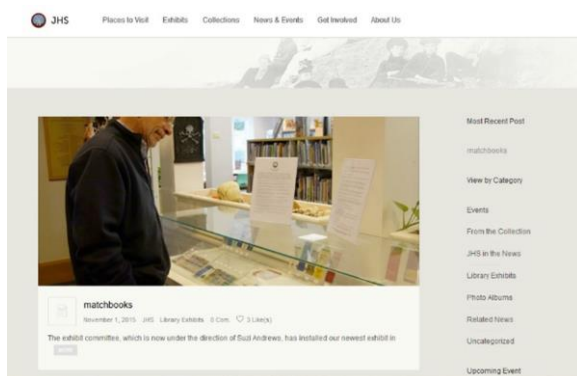 JHS
Places to Visit Exhibits Collections News & Events Get Involved About Us
Most Recent Post
matchbooks
View by Category
Events
From the Collection
JHS in the News
Library Exhibits
Photo Albums
Related News
Uncategorized
Upcoming Event
matchbooks
November 1, 2015 JHS Library Exhibits 0 Com. 3 Like(s)
The exhibit committee, which is now under the direction of Suzi Andrews, has installed our newest exhibit in